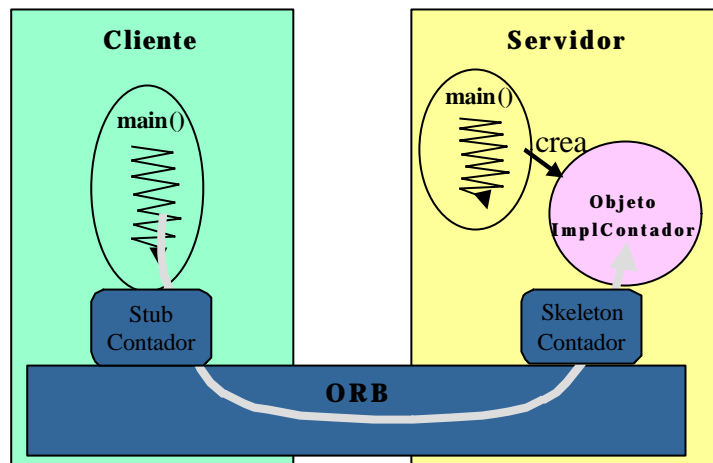 Cliente
main()
Stub
Contador
Servidor
main()
crea
Objeto
ImplContador
Skeleton
Contador
ORB